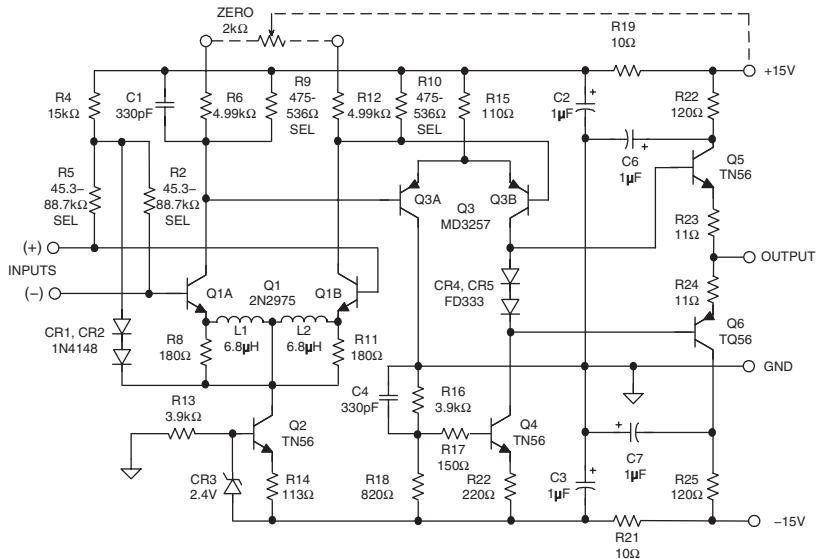 ZERO
2kΩ
R19
10Ω
+15V
R4
15kΩ
C1
330pF
R6
4.99kΩ
R9
475-
536Ω
SEL
R12
4.99kΩ
R10
475-
536Ω
SEL
R15
110Ω
C2
1µF
+
R22
120Ω
C6
1µF
+
Q5
TN56
R5
45.3–
88.7kΩ
SEL
R2
45.3–
88.7kΩ
SEL
Q3A
Q3B
Q3
MD3257
R23
11Ω
(+)
INPUTS
(–)
OUTPUT
Q1A
Q1
2N2975
Q1B
CR4, CR5
FD333
R24
11Ω
CR1, CR2
1N4148
L1
6.8µH
L2
6.8µH
R8
180Ω
R11
180Ω
Q6
TQ56
GND
R13
3.9kΩ
C4
330pF
R16
3.9kΩ
Q2
TN56
Q4
TN56
R17
150Ω
+
C7
1µF
CR3
2.4V
R14
113Ω
R18
820Ω
R22
220Ω
C3
1µF
+
R25
120Ω
R21
10Ω
–15V